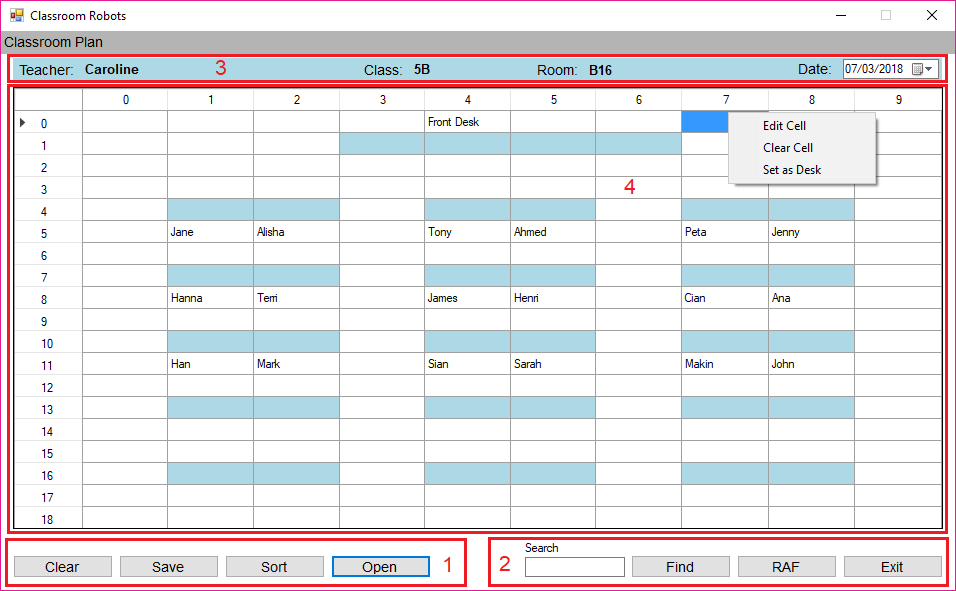 Classroom Robots
Classroom Plan
Teacher: Caroline 3 Class: 5B Room: B16 Date: 07/03/2018
0 1 2 3 4 5 6 7 8 9
0 Front Desk Edit Cell
1 Clear Cell
2 Set as Desk
3 4
4
5 Jane Alisha Tony Ahmed Peta Jenny
6
7
8 Hanna Terri James Henri Cian Ana
9
10
11 Han Mark Sian Sarah Makin John
12
13
14
15
16
17
18
Search
Clear Save Sort Open 1 2 Find RAF Exit